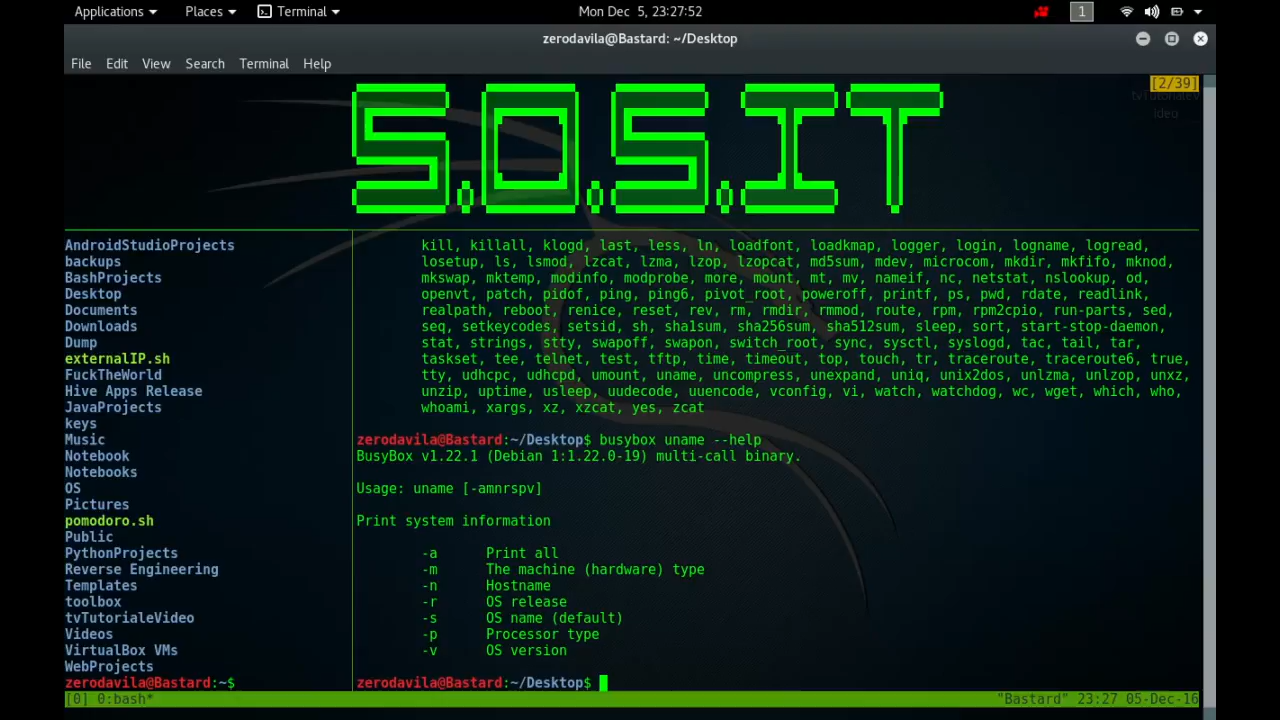 Applications Places Terminal Mon Dec 5, 23:27:52 1
zerodavila@Bastard: ~/Desktop
File Edit View Search Terminal Help
[2/39]
S.O.S.IT
AndroidStudioProjects
backups
BashProjects
Desktop
Documents
Downloads
Dump
externalIP.sh
FuckTheWorld
Hive Apps Release
JavaProjects
keys
Music
Notebook
Notebooks
OS
Pictures
pomodoro.sh
Public
PythonProjects
Reverse Engineering
Templates
toolbox
tvTutorialeVideo
Videos
VirtualBox VMs
WebProjects
zerodavila@Bastard:~$
kill, killall, klogd, last, less, ln, loadfont, loadkmap, logger, login, logname, logread,
losetup, ls, lsmod, lzcat, lzma, lzop, lzopcat, md5sum, mdev, microcom, mkdir, mkfifo, mknod,
mkswap, mktemp, modinfo, modprobe, more, mount, mt, mv, nameif, nc, netstat, nslookup, od,
openvt, patch, pidof, ping, ping6, pivot_root, poweroff, printf, ps, pwd, rdate, readlink,
realpath, reboot, renice, reset, rev, rm, rmdir, rmmod, route, rpm, rpm2cpio, run-parts, sed,
seq, setkeycodes, setsid, sh, sha1sum, sha256sum, sha512sum, sleep, sort, start-stop-daemon,
stat, strings, stty, swapoff, swapon, switch_root, sync, sysctl, syslogd, tac, tail, tar,
taskset, tee, telnet, test, tftp, time, timeout, top, touch, tr, traceroute, traceroute6, true,
tty, udhcpc, udhcpd, umount, uname, uncompress, unexpand, uniq, unix2dos, unlzma, unlzop, unxz,
unzip, uptime, usleep, uudecode, uuencode, vconfig, vi, watch, watchdog, wc, wget, which, who,
whoami, xargs, xz, xzcat, yes, zcat
zerodavila@Bastard:~/Desktop$ busybox uname --help
BusyBox v1.22.1 (Debian 1:1.22.0-19) multi-call binary.
Usage: uname [-amnrspv]
Print system information
-a Print all
-m The machine (hardware) type
-n Hostname
-r OS release
-s OS name (default)
-p Processor type
-v OS version
zerodavila@Bastard:~/Desktop$
[0] 0:bash* "Bastard" 23:27 05-Dec-16